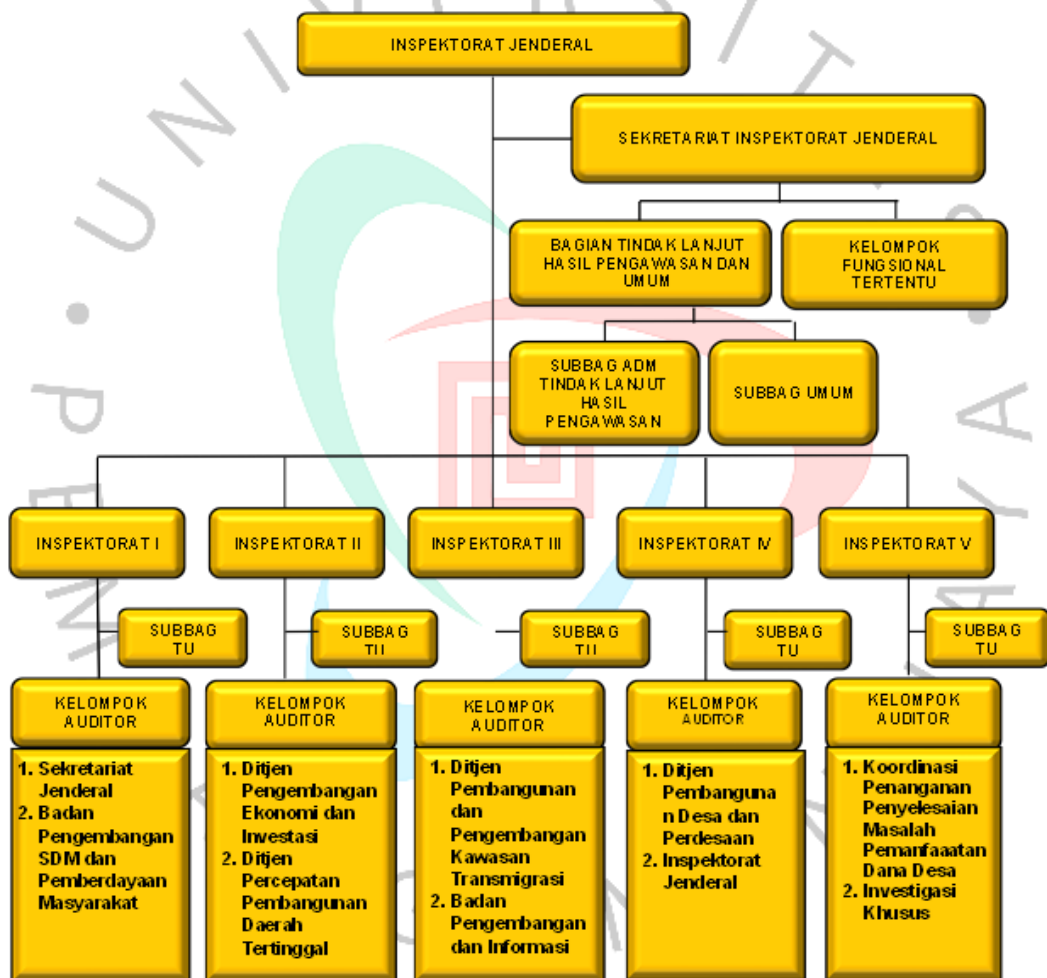 INSPEKTORAT JENDERAL
SEKRETARIAT INSPEKTORAT JENDERAL
BAGIAN TINDAK LANJUT
HASIL PENGAWASAN DAN
UMUM
KELOMPOK
FUNGSIONAL
TERTENTU
SUBBAG ADM
TINDAK LANJUT
HASIL
PENGAWASAN
SUBBAG UMUM
INSPEKTORAT I
INSPEKTORAT II
INSPEKTORAT III
INSPEKTORAT IV
INSPEKTORAT V
SUBBAG
TU
SUBBAG
TU
SUBBAG
TU
SUBBAG
TU
SUBBAG
TU
KELOMPOK
AUDITOR
KELOMPOK
AUDITOR
KELOMPOK
AUDITOR
KELOMPOK
AUDITOR
KELOMPOK
AUDITOR
1. Sekretariat
Jenderal
2. Badan
Pengembangan
SDM dan
Pemberdayaan
Masyarakat
1. Ditjen
Pengembangan
Ekonomi dan
Investasi
2. Ditjen
Percepatan
Pembangunan
Daerah
Tertinggal
1. Ditjen
Pembangunan
dan
Pengembangan
Kawasan
Transmigrasi
2. Badan
Pengembangan
dan Informasi
1. Ditjen
Pembanguna
n Desa dan
Perdesaan
2. Inspektorat
Jenderal
1. Koordinasi
Penanganan
Penyelesaian
Masalah
Pemanfaaatan
Dana Desa
2. Investigasi
Khusus